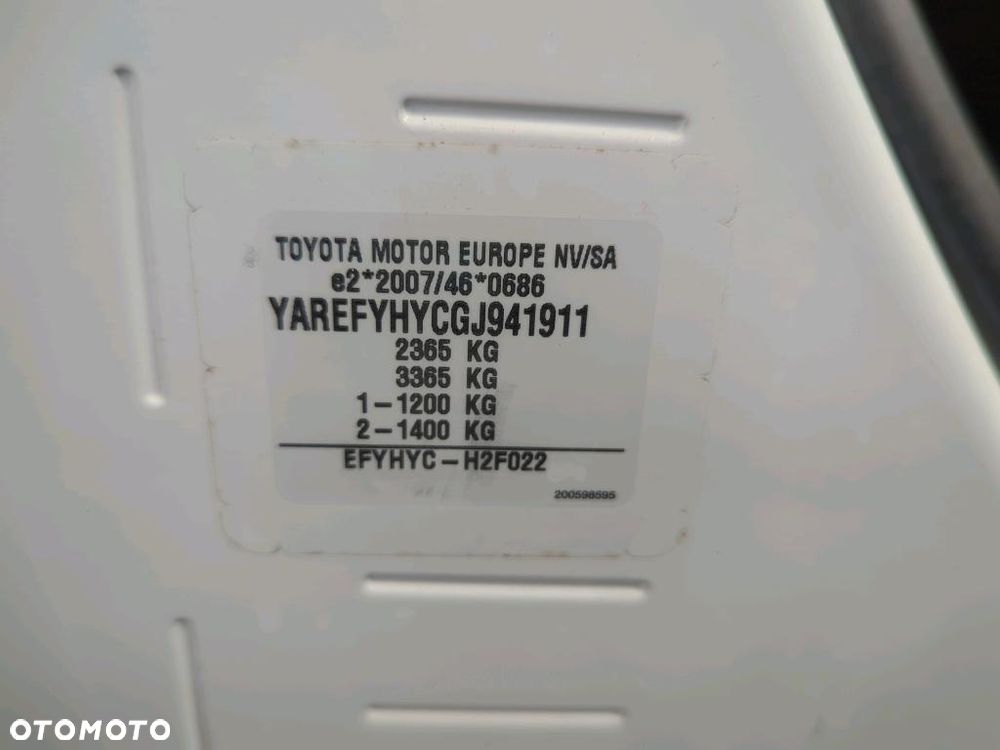 TOYOTA MOTOR EUROPE NV/SA
e2*2007/46*0686
YAREFYHYCGJ941911
2365 KG
3365 KG
1-1200 KG
2-1400 KG
EFYHYC-H2F022
200598595
OTOMOTO